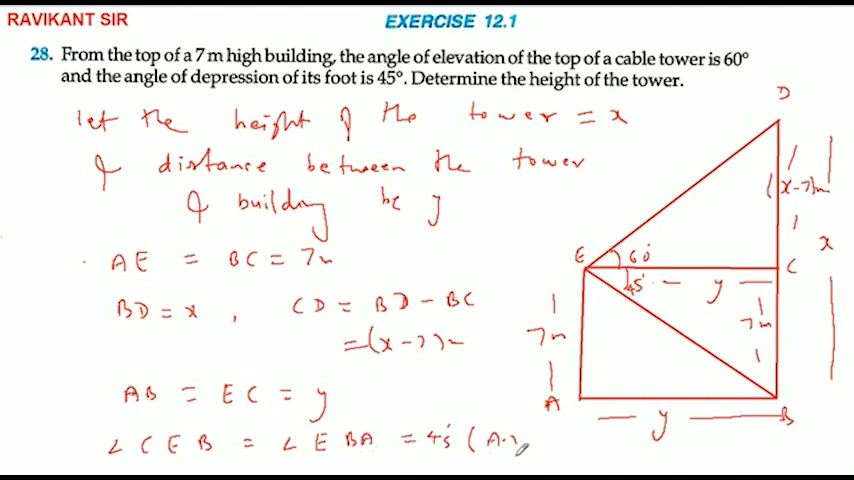 RAVIKANT SIR
EXERCISE 12.1
28. From the top of a 7 m high building, the angle of elevation of the top of a cable tower is 60°
and the angle of depression of its foot is 45°. Determine the height of the tower.
let the height of the tower = x
& distance between the tower
& building be y
AE = BC = 7m
BD = x , CD = BD - BC
= (x-7)m
AB = EC = y
∠CEB = ∠EBA = 45° (A.
D
(x-7)m
x
E 60° C
45° y
7m 7m
A B
y